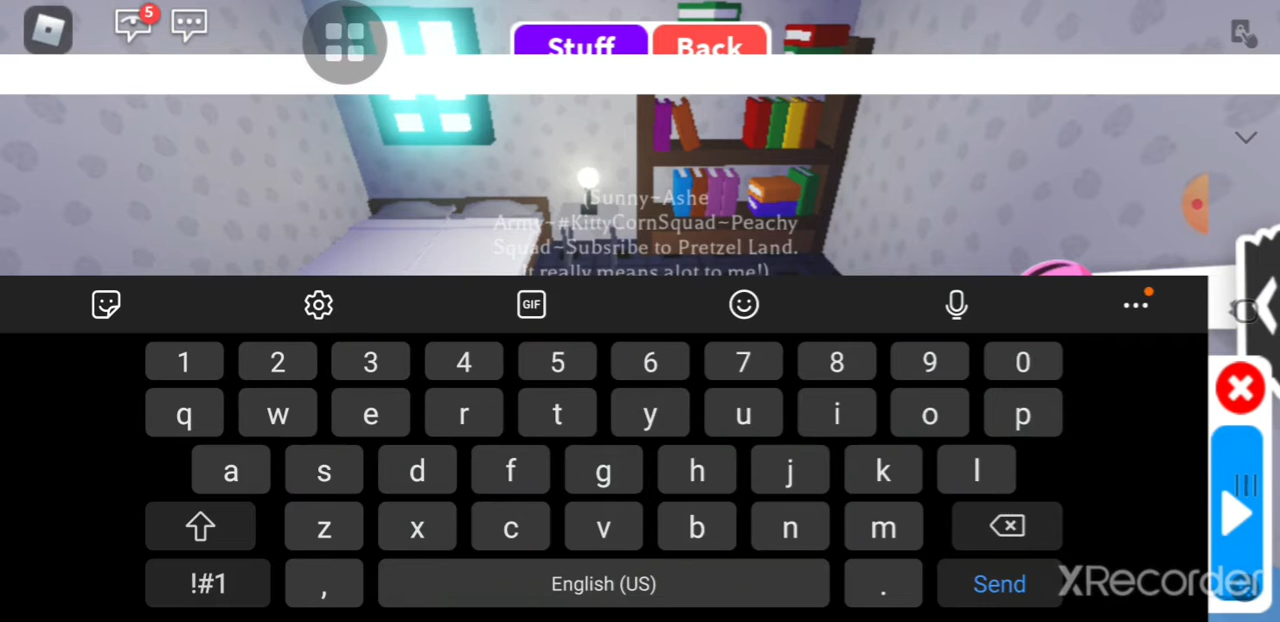 5
Stuff Back
(Sunny~Ashe
Army~#KittyCornSquad~Peachy
Squad~Subsribe to Pretzel Land.
(It really means alot to me!)
GIF
1 2 3 4 5 6 7 8 9 0
q w e r t y u i o p
a s d f g h j k l
z x c v b n m
!#1 , English (US) . Send
XRecorder